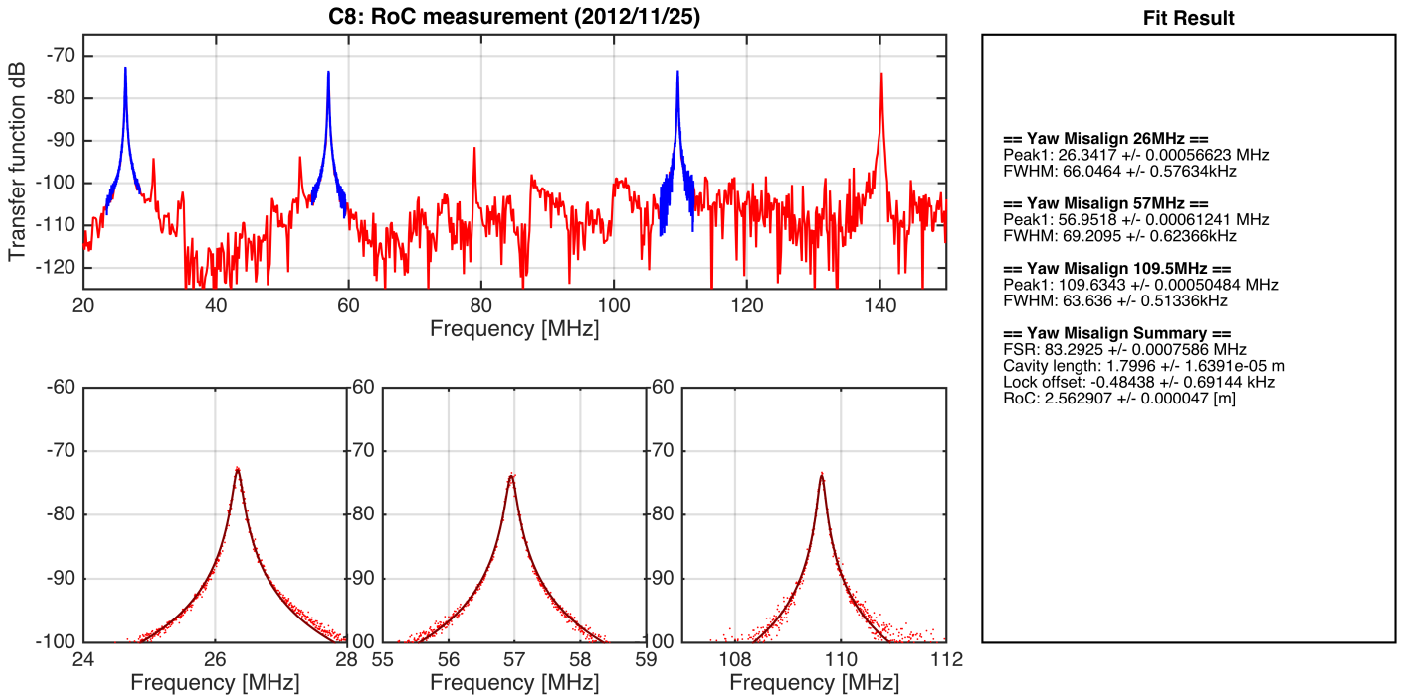 C8: RoC measurement (2012/11/25)
Transfer function dB
-70
-80
-90
-100
-110
-120
20 40 60 80 100 120 140
Frequency [MHz]
-60
-70
-80
-90
-100
24 26 28
Frequency [MHz]
-60
-70
-80
-90
00
55 56 57 58 59
Frequency [MHz]
-60
-70
-80
-90
00
108 110 112
Frequency [MHz]
Fit Result
== Yaw Misalign 26MHz ==
Peak1: 26.3417 +/- 0.00056623 MHz
FWHM: 66.0464 +/- 0.57634kHz
== Yaw Misalign 57MHz ==
Peak1: 56.9518 +/- 0.00061241 MHz
FWHM: 69.2095 +/- 0.62366kHz
== Yaw Misalign 109.5MHz ==
Peak1: 109.6343 +/- 0.00050484 MHz
FWHM: 63.636 +/- 0.51336kHz
== Yaw Misalign Summary ==
FSR: 83.2925 +/- 0.0007586 MHz
Cavity length: 1.7996 +/- 1.6391e-05 m
Lock offset: -0.48438 +/- 0.69144 kHz
RoC: 2.562907 +/- 0.000047 [m]